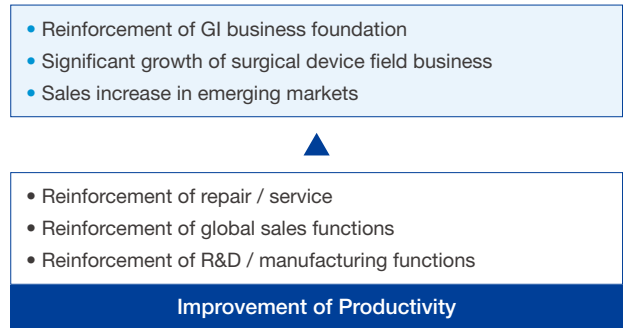 • Reinforcement of GI business foundation
• Significant growth of surgical device field business
• Sales increase in emerging markets
• Reinforcement of repair / service
• Reinforcement of global sales functions
• Reinforcement of R&D / manufacturing functions
Improvement of Productivity